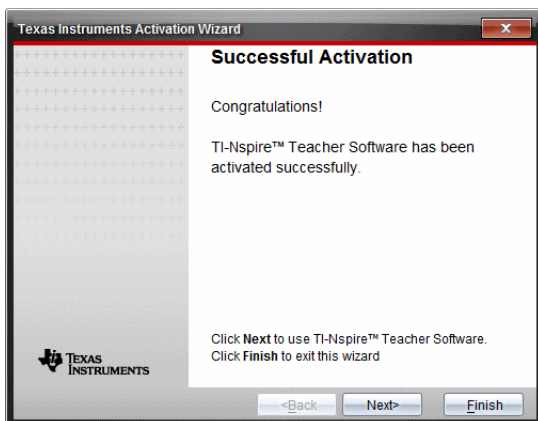 Texas Instruments Activation Wizard
x
Successful Activation
Congratulations!
TI-Nspire™ Teacher Software has been
activated successfully.
Click Next to use TI-Nspire™ Teacher Software.
Click Finish to exit this wizard
TEXAS
INSTRUMENTS
<Back
Next>
Finish